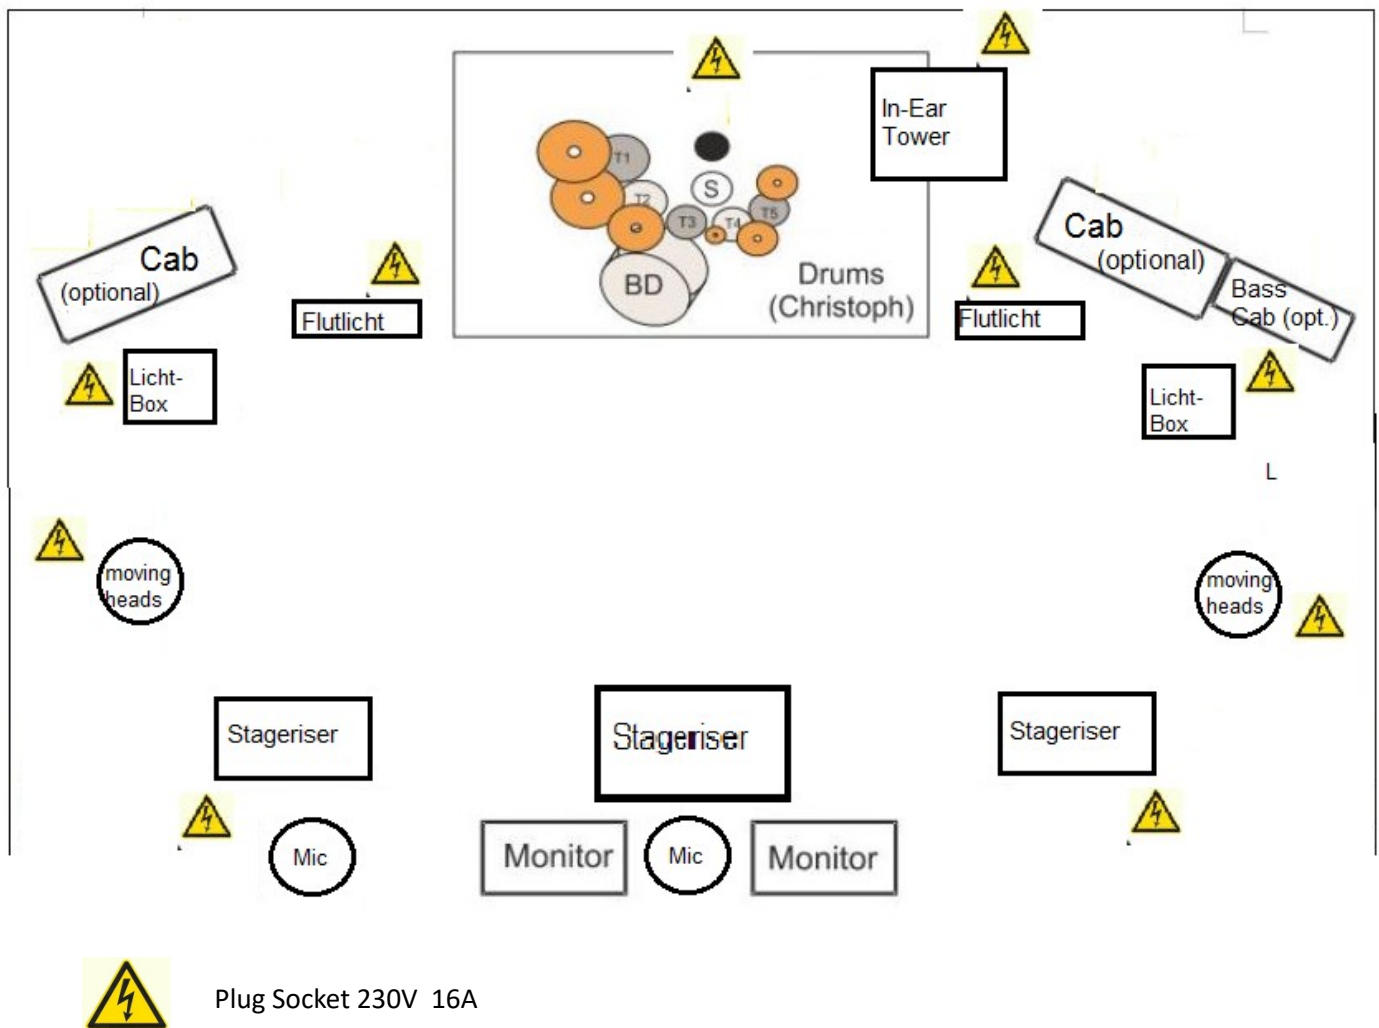 In-Ear
Tower
T1
T2
S
T5
T3
T4
BD
Drums
(Christoph)
Cab
(optional)
Cab
(optional)
Bass
Cab (opt.)
Flutlicht
Flutlicht
Licht-
Box
Licht-
Box
L
moving
heads
moving
heads
Stageriser
Stageriser
Stageriser
Mic
Monitor
Mic
Monitor
Plug Socket 230V 16A